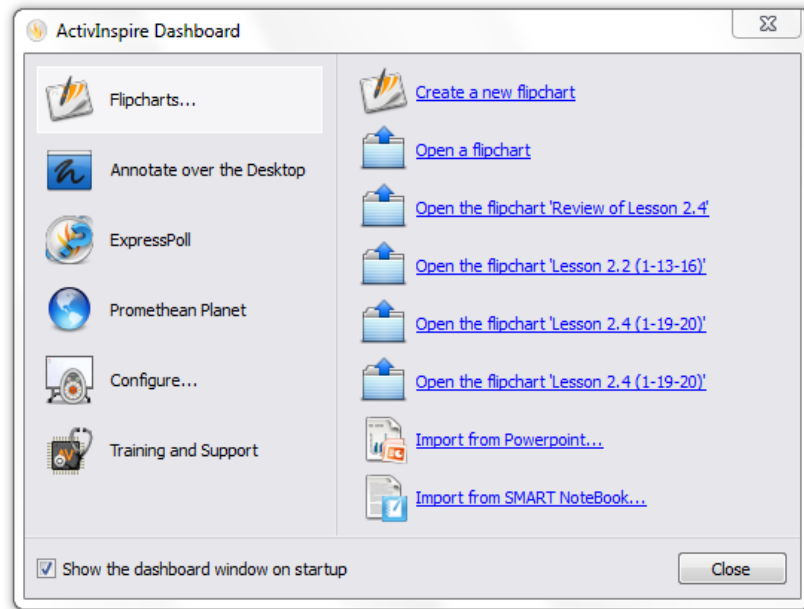 ActivInspire Dashboard
Flipcharts...
Annotate over the Desktop
ExpressPoll
Promethean Planet
Configure...
Training and Support
Create a new flipchart
Open a flipchart
Open the flipchart 'Review of Lesson 2.4'
Open the flipchart 'Lesson 2.2 (1-13-16)'
Open the flipchart 'Lesson 2.4 (1-19-20)'
Open the flipchart 'Lesson 2.4 (1-19-20)'
Import from Powerpoint...
Import from SMART NoteBook...
Show the dashboard window on startup
Close